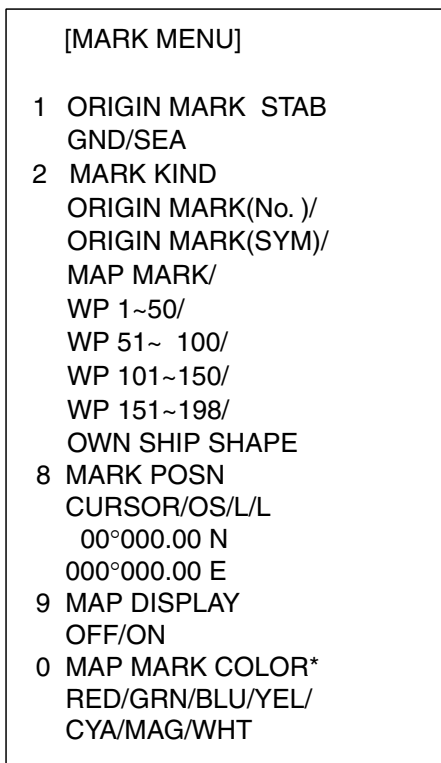 [MARK MENU]
1 ORIGIN MARK STAB
GND/SEA
2 MARK KIND
ORIGIN MARK(No. )/
ORIGIN MARK(SYM)/
MAP MARK/
WP 1~50/
WP 51~ 100/
WP 101~150/
WP 151~198/
OWN SHIP SHAPE
8 MARK POSN
CURSOR/OS/L/L
00°000.00 N
000°000.00 E
9 MAP DISPLAY
OFF/ON
0 MAP MARK COLOR*
RED/GRN/BLU/YEL/
CYA/MAG/WHT